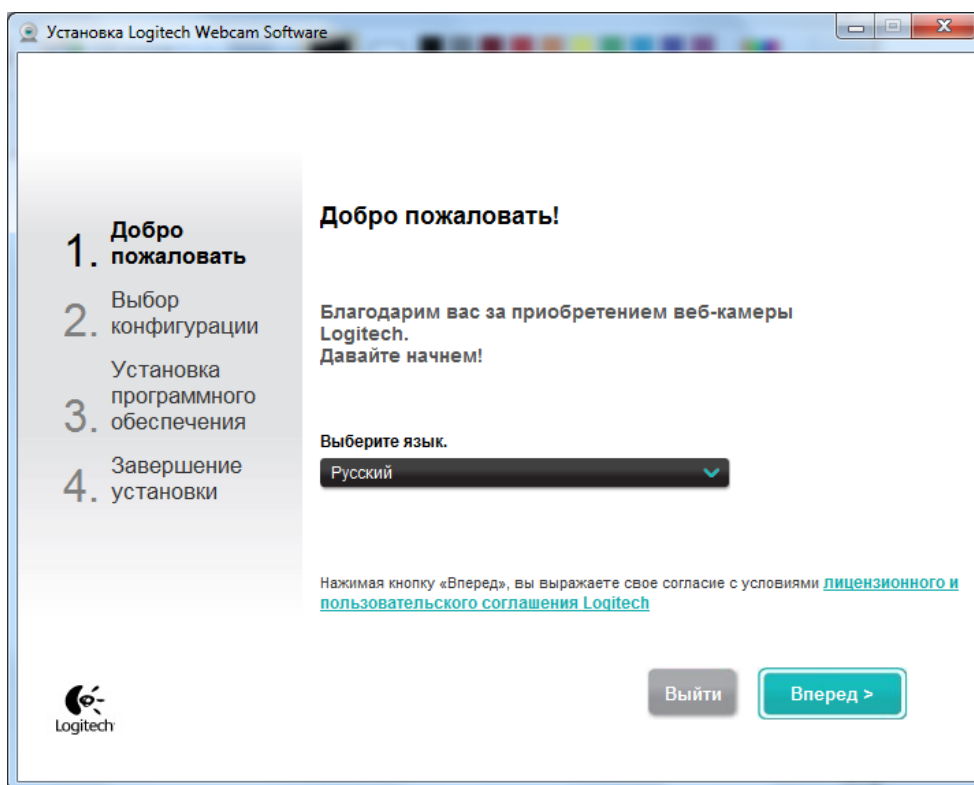 Установка Logitech Webcam Software
Добро
1. пожаловать
Выбор
2. конфигурации
Установка
программного
3. обеспечения
Завершение
4. установки
Добро пожаловать!
Благодарим вас за приобретением веб-камеры
Logitech.
Давайте начнем!
Выберите язык.
Русский
Нажимая кнопку «Вперед», вы выражаете свое согласие с условиями лицензионного и
пользовательского соглашения Logitech
Logitech
Выйти
Вперед >